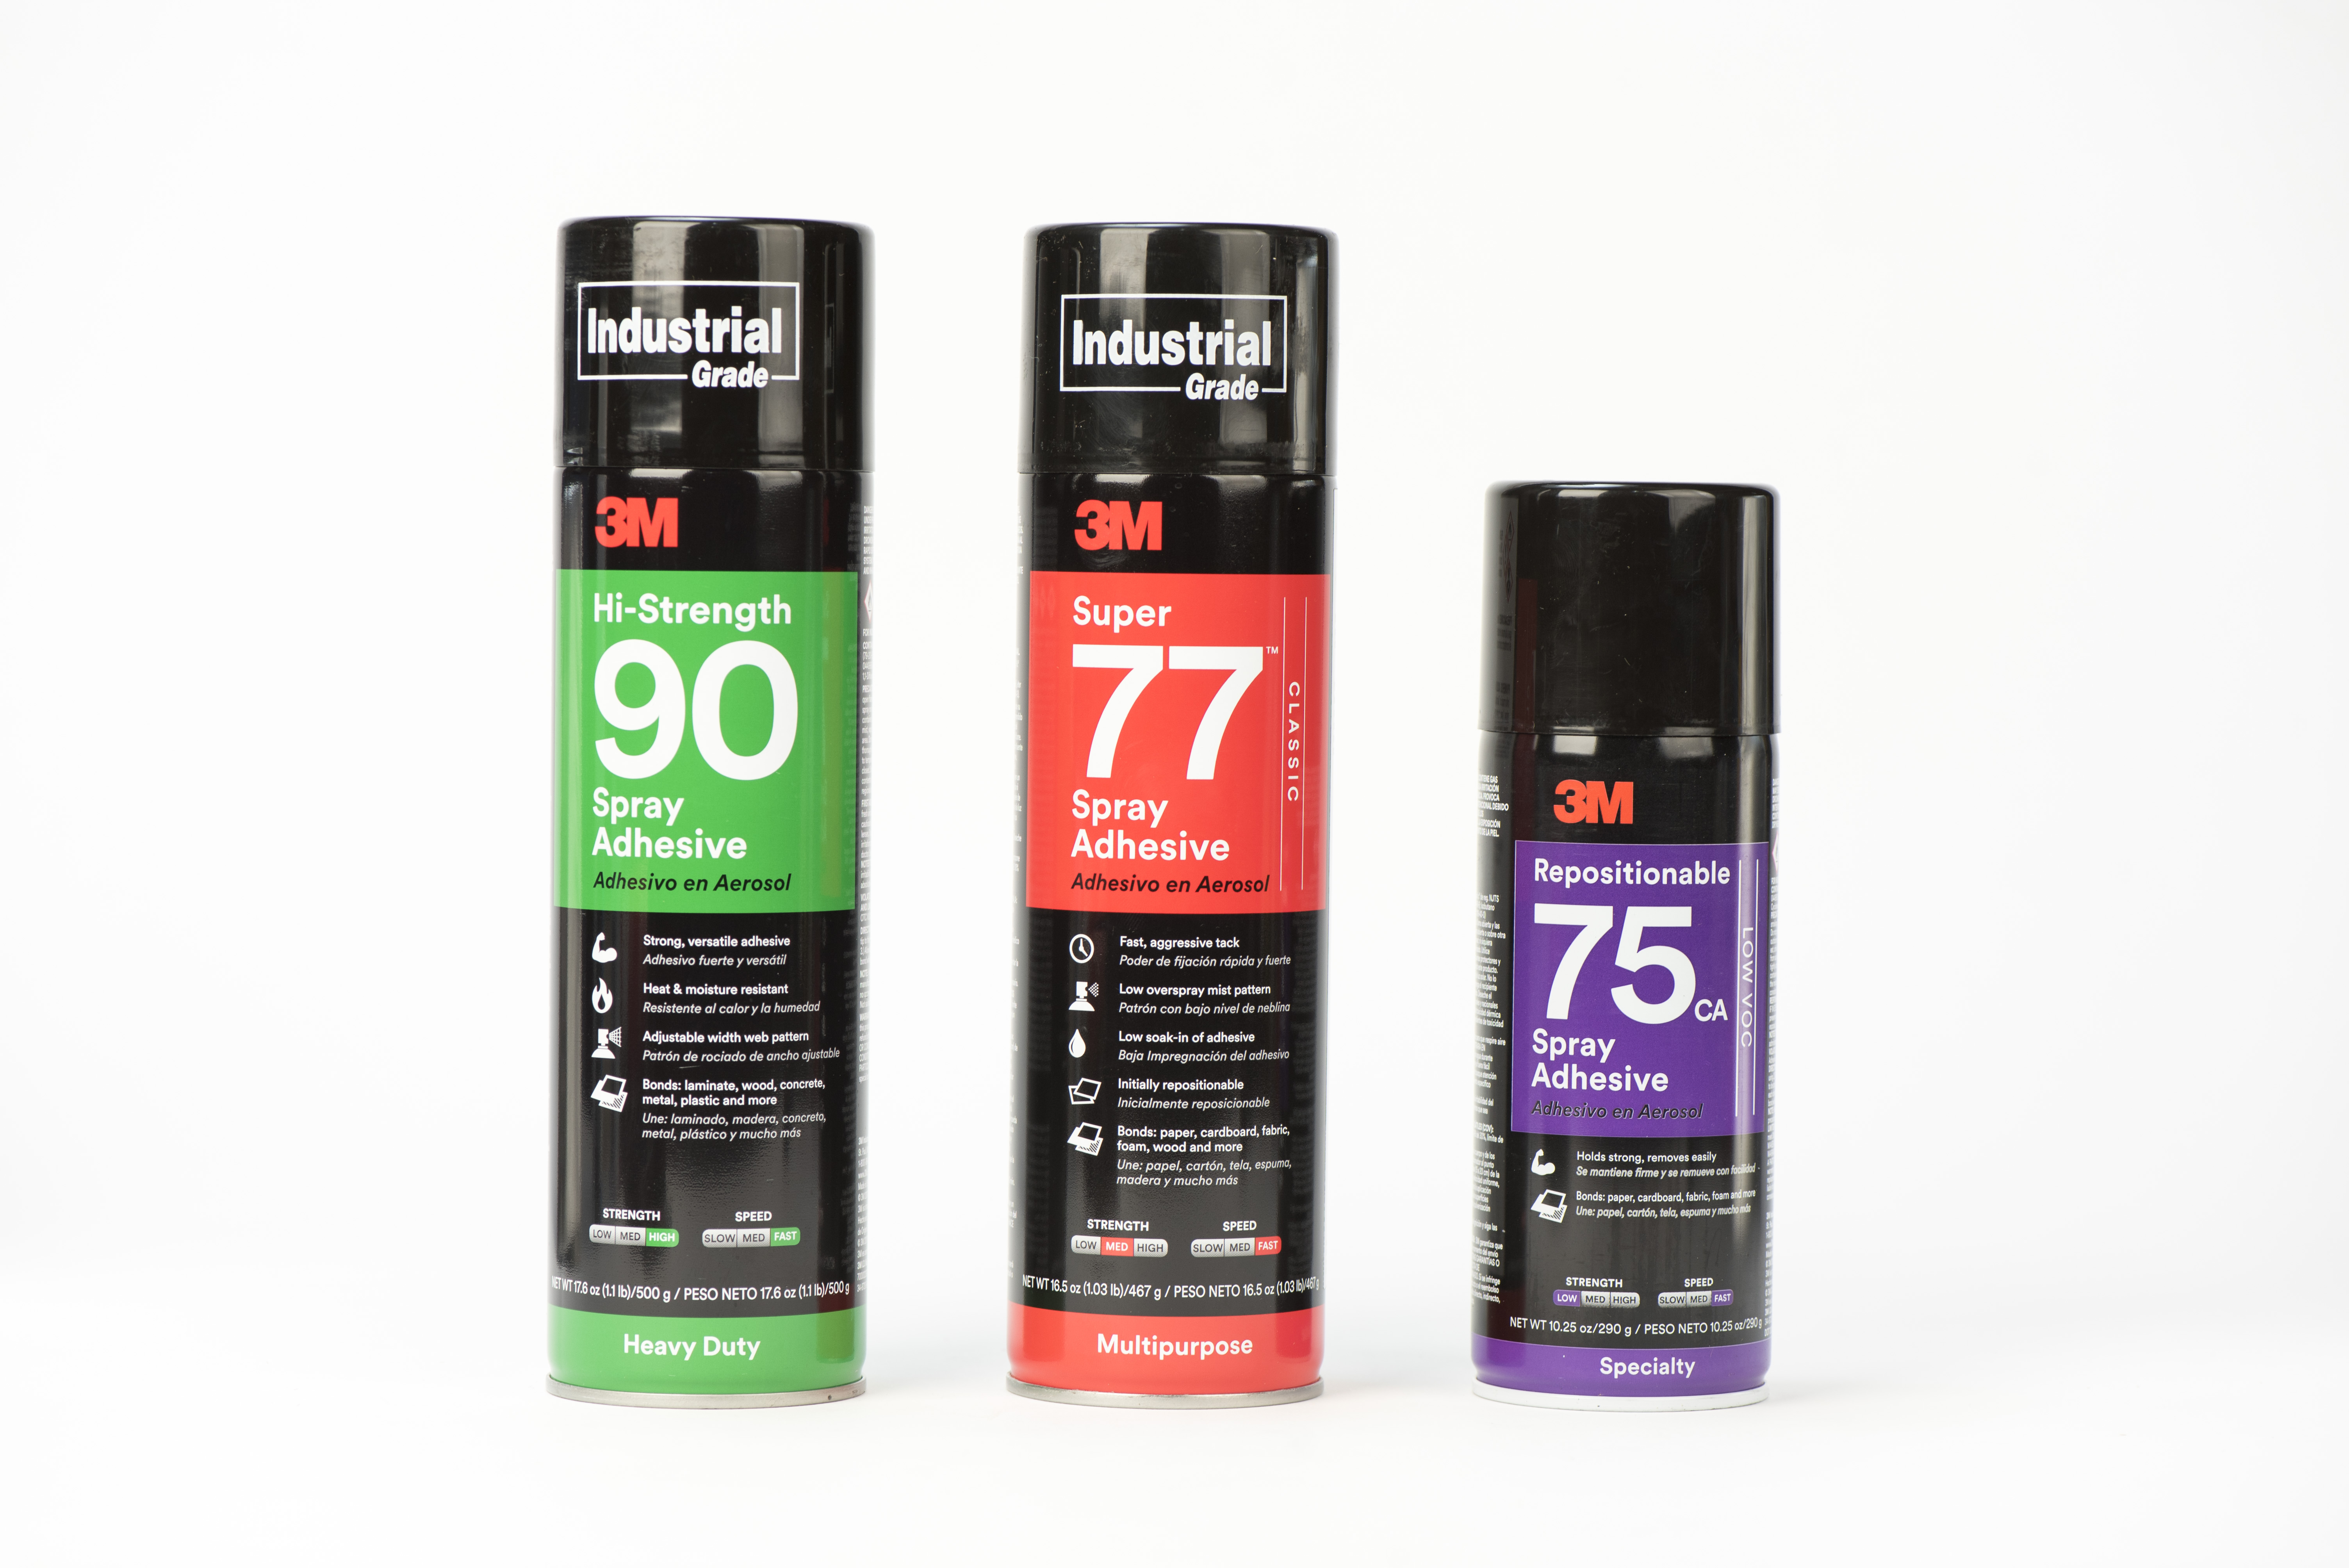 Industrial
Grade
3M
Hi-Strength
90
Spray
Adhesive
Adhesivo en Aerosol
Strong, versatile adhesive
Adhesivo fuerte y versátil
Heat & moisture resistant
Resistente al calor y la humedad
Adjustable width web pattern
Patrón de rociado de ancho ajustable
Bonds: laminate, wood, concrete,
metal, plastic and more
Une: laminado, madera, concreto,
metal, plástico y mucho más
STRENGTH SPEED
LOW MED HIGH SLOW MED FAST
NET WT 17.6 oz (1.1 lb)/500 g / PESO NETO 17.6 oz (1.1 lb)/500 g
Heavy Duty
Industrial
Grade
3M
Super
77™
CLASSIC
Spray
Adhesive
Adhesivo en Aerosol
Fast, aggressive tack
Poder de fijación rápida y fuerte
Low overspray mist pattern
Patrón con bajo nivel de neblina
Low soak-in of adhesive
Baja Impregnación del adhesivo
Initially repositionable
Inicialmente reposicionable
Bonds: paper, cardboard, fabric,
foam, wood and more
Une: papel, cartón, tela, espuma,
madera y mucho más
STRENGTH SPEED
LOW MED HIGH SLOW MED FAST
NET WT 16.5 oz (1.03 lb)/467 g / PESO NETO 16.5 oz (1.03 lb)/467 g
Multipurpose
3M
Repositionable
75 CA
LOW VOC
Spray
Adhesive
Adhesivo en Aerosol
Holds strong, removes easily
Se mantiene firme y se remueve con facilidad
Bonds: paper, cardboard, fabric, foam and more
Une: papel, cartón, tela, espuma y mucho más
STRENGTH SPEED
LOW MED HIGH SLOW MED FAST
NET WT 10.25 oz/290 g / PESO NETO 10.25 oz/290 g
Specialty